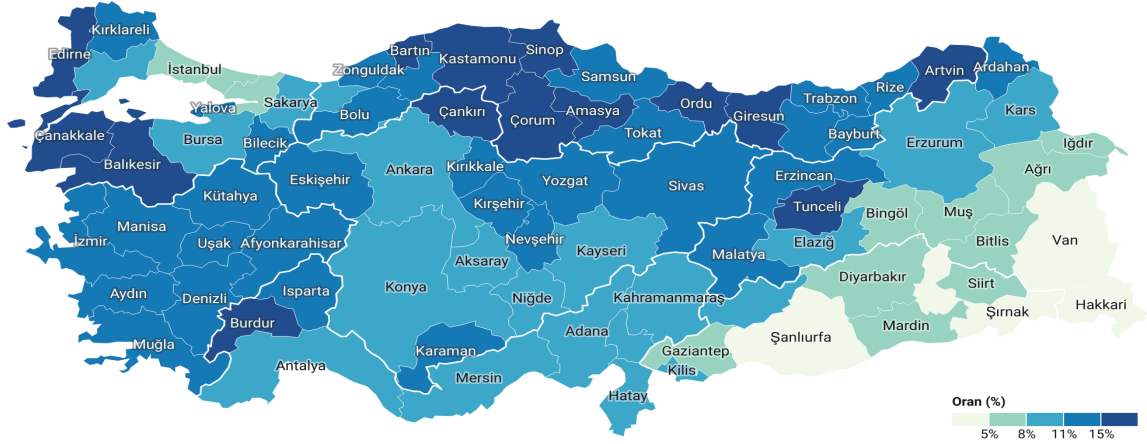 Kırklareli
Edirne
İstanbul
Bartın
Kastamonu
Sinop
Zonguldak
Samsun
Artvin
Ardahan
Yalova
Sakarya
Bolu
Çankırı
Çorum
Amasya
Ordu
Giresun
Trabzon
Rize
Kars
Çanakkale
Bursa
Bilecik
Tokat
Bayburt
Erzurum
Iğdır
Balıkesir
Ankara
Kırıkkale
Ağrı
Kütahya
Eskişehir
Yozgat
Sivas
Erzincan
Manisa
Kırşehir
Tunceli
Bingöl
Muş
İzmir
Uşak
Afyonkarahisar
Nevşehir
Kayseri
Malatya
Elazığ
Bitlis
Van
Aksaray
Aydın
Denizli
Isparta
Konya
Niğde
Kahramanmaraş
Diyarbakır
Siirt
Hakkari
Burdur
Mardin
Şırnak
Muğla
Antalya
Karaman
Adana
Gaziantep
Şanlıurfa
Mersin
Kilis
Hatay
Oran (%)
5% 8% 11% 15%